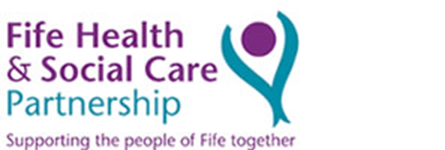 Fife Health
& Social Care
Partnership
Supporting the people of Fife together